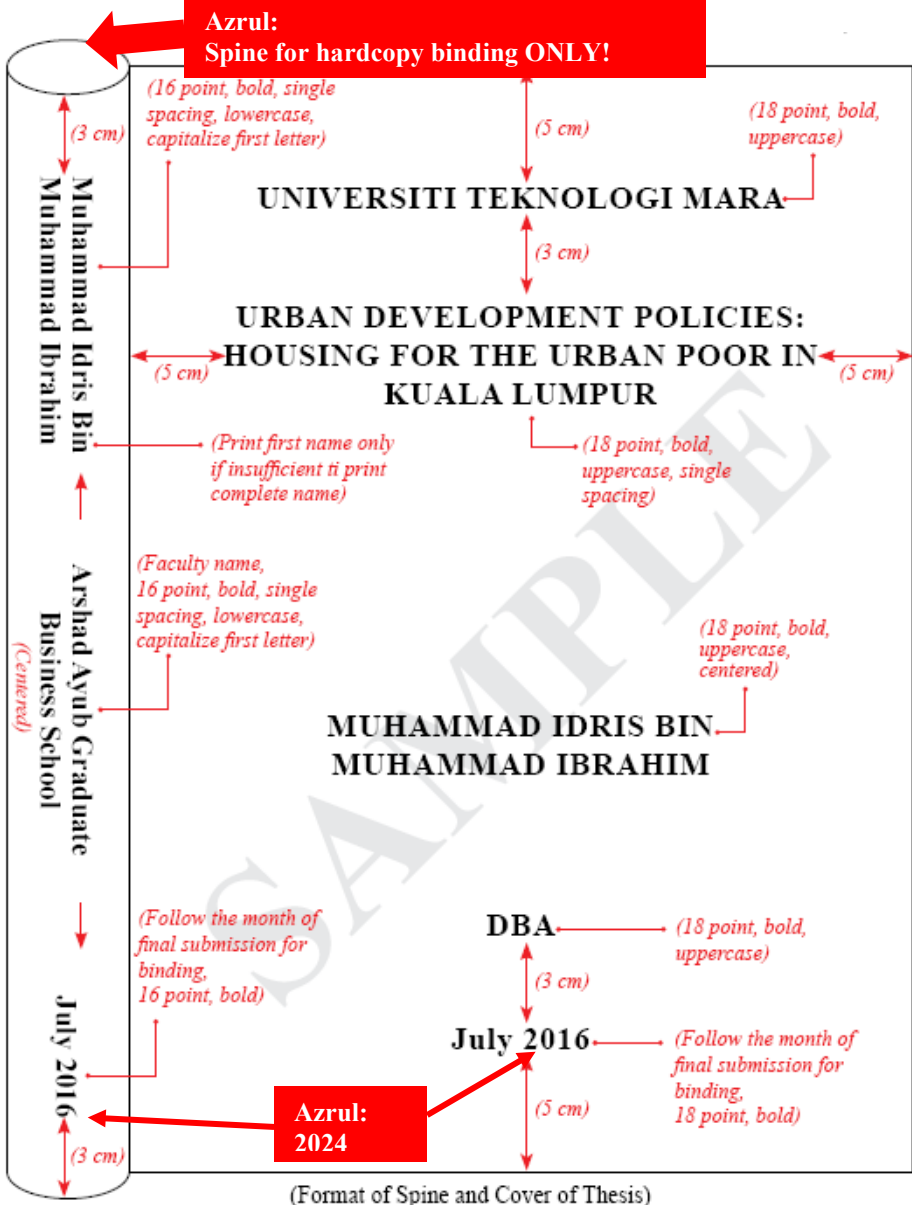 Azrul:
Spine for hardcopy binding ONLY!
(3 cm)
Muhammad Idris Bin
Muhammad Ibrahim
(16 point, bold, single
spacing, lowercase,
capitalize first letter)
(Print first name only
if insufficient ti print
complete name)
Arshad Ayub Graduate
Business School
(Centered)
(Faculty name,
16 point, bold, single
spacing, lowercase,
capitalize first letter)
July 2016
(Follow the month of
final submission for
binding,
16 point, bold)
(3 cm)
(5 cm)
UNIVERSITI TEKNOLOGI MARA
(18 point, bold,
uppercase)
(3 cm)
URBAN DEVELOPMENT POLICIES:
HOUSING FOR THE URBAN POOR IN
KUALA LUMPUR
(5 cm)
(5 cm)
(18 point, bold,
uppercase, single
spacing)
SAMPLE
MUHAMMAD IDRIS BIN
MUHAMMAD IBRAHIM
(18 point, bold,
uppercase,
centered)
DBA
(18 point, bold,
uppercase)
(3 cm)
July 2016
(Follow the month of
final submission for
binding,
18 point, bold)
Azrul:
2024
(5 cm)
(Format of Spine and Cover of Thesis)